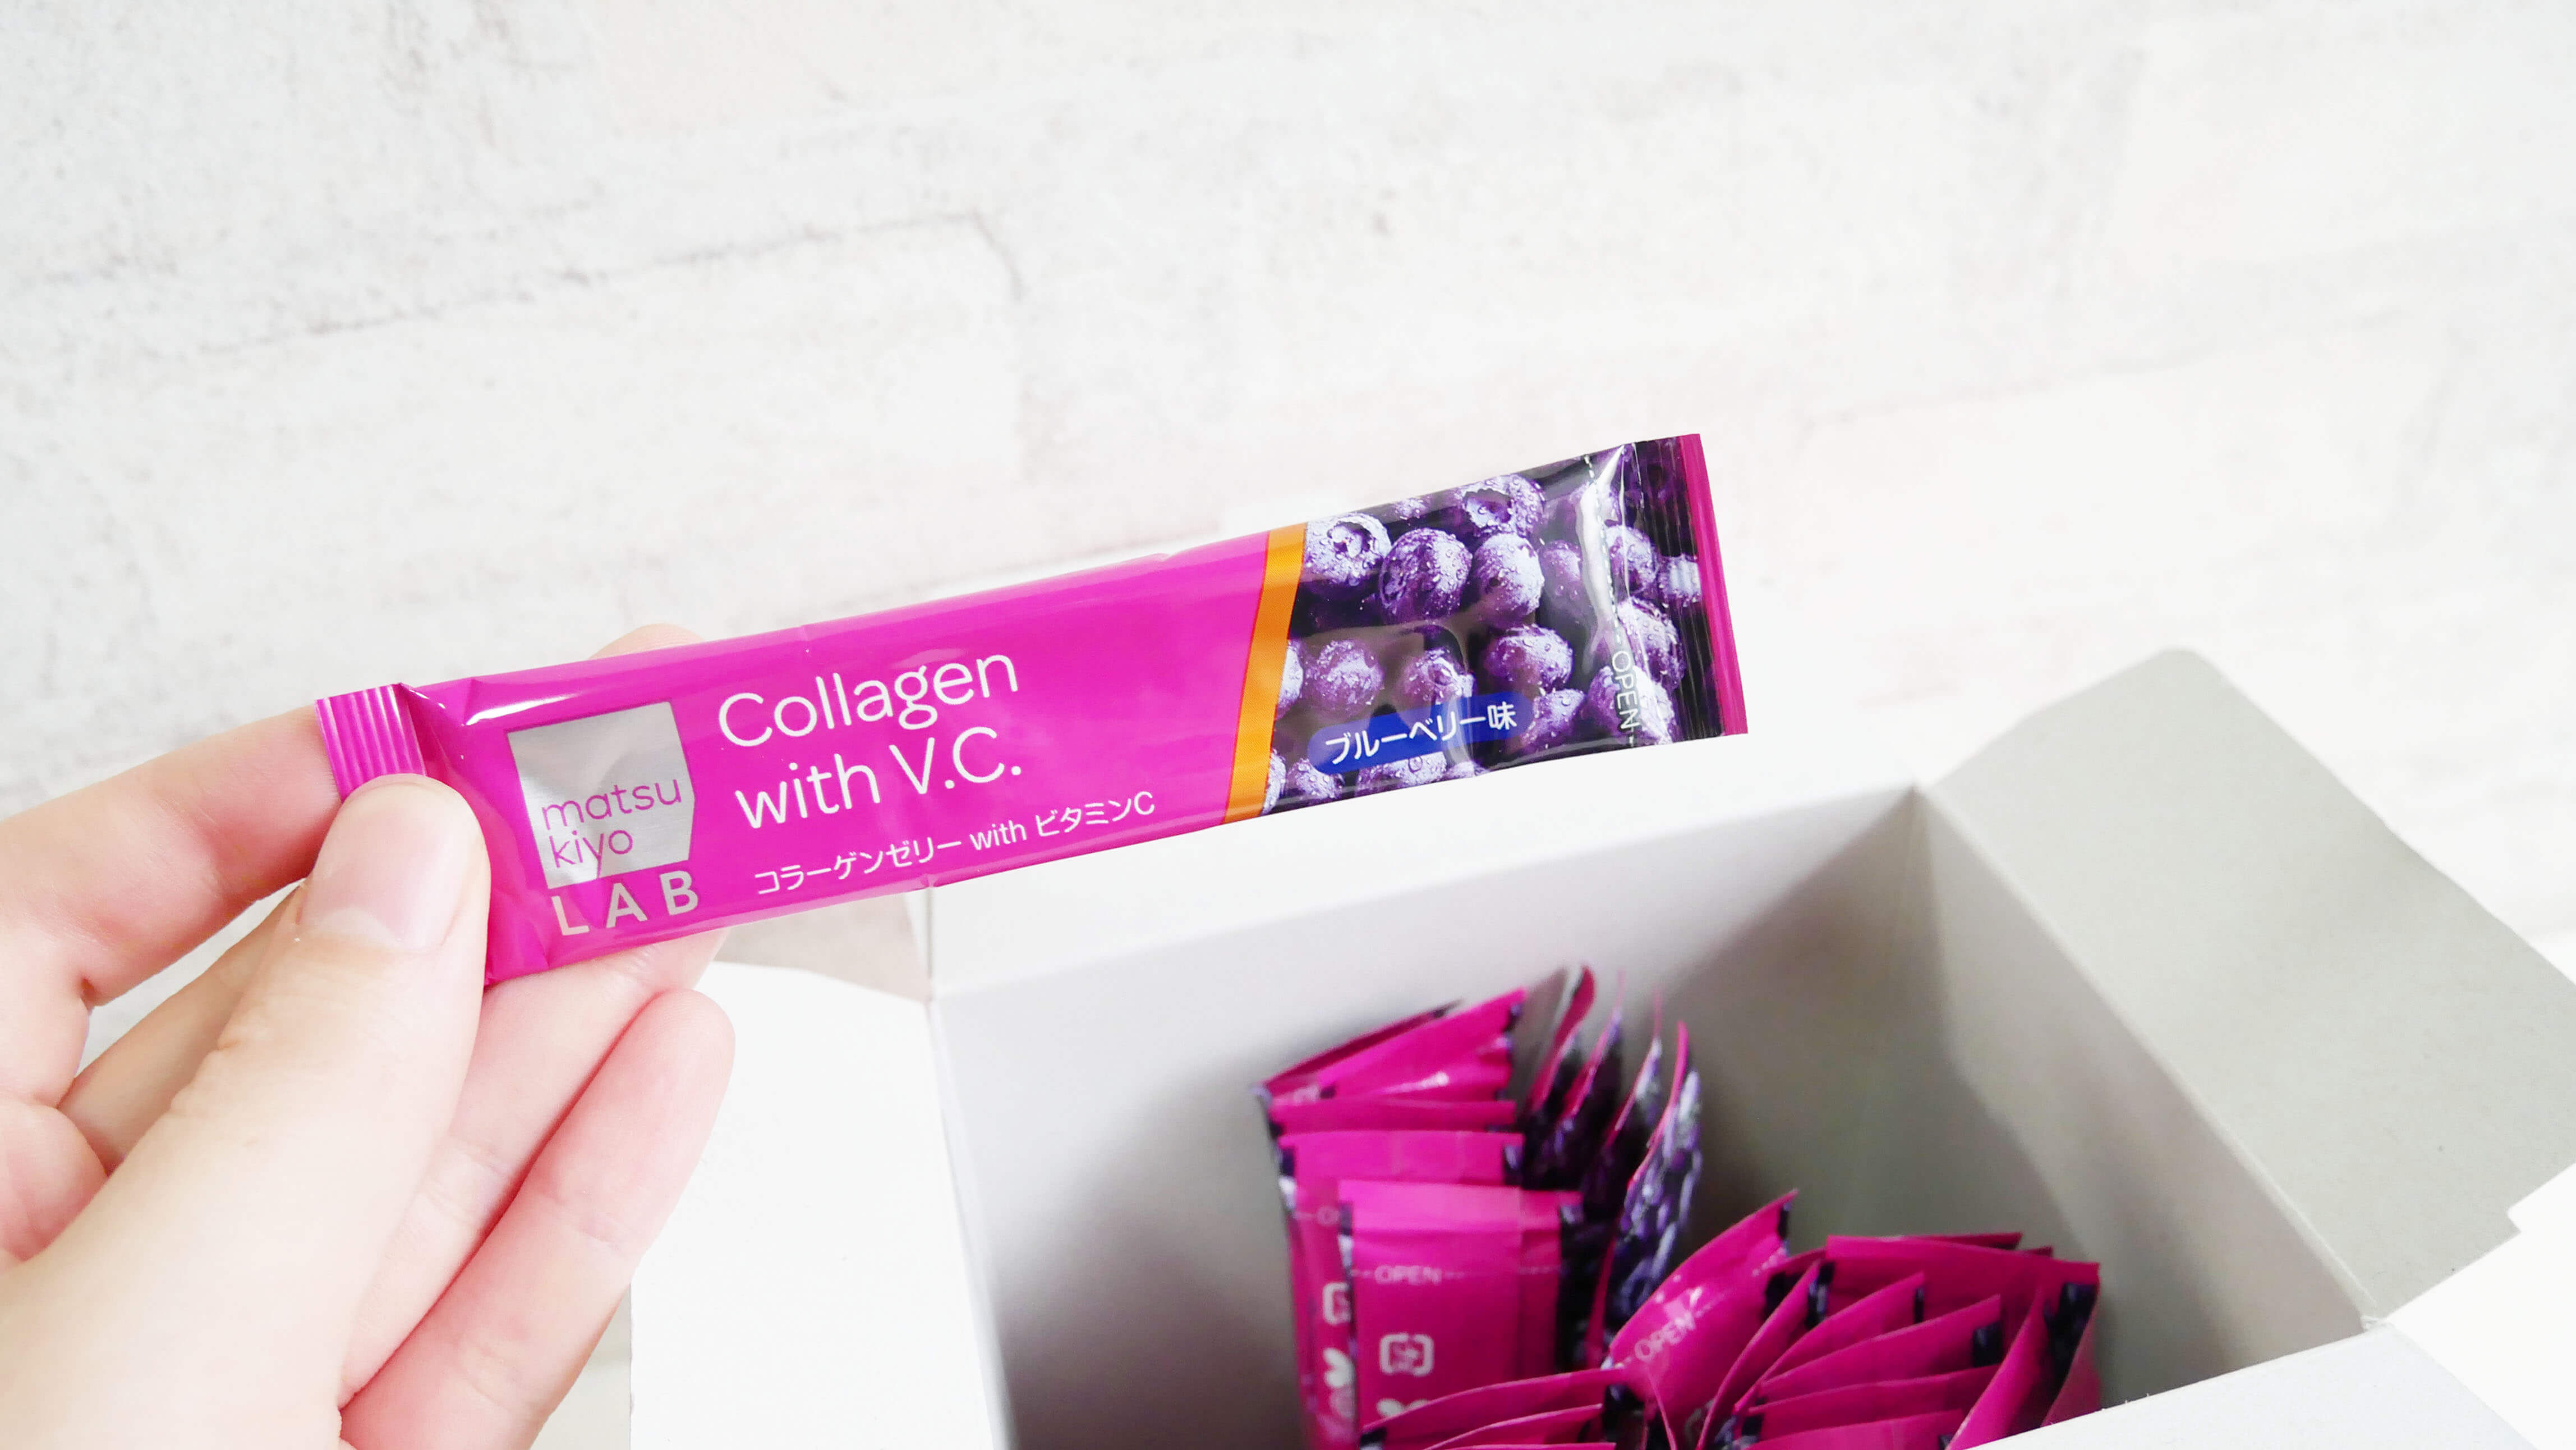 matsu
kiyo
LAB
Collagen
with V.C.
コラーゲンゼリー with ビタミンC
ブルーベリー味
OPEN
OPEN
OPEN